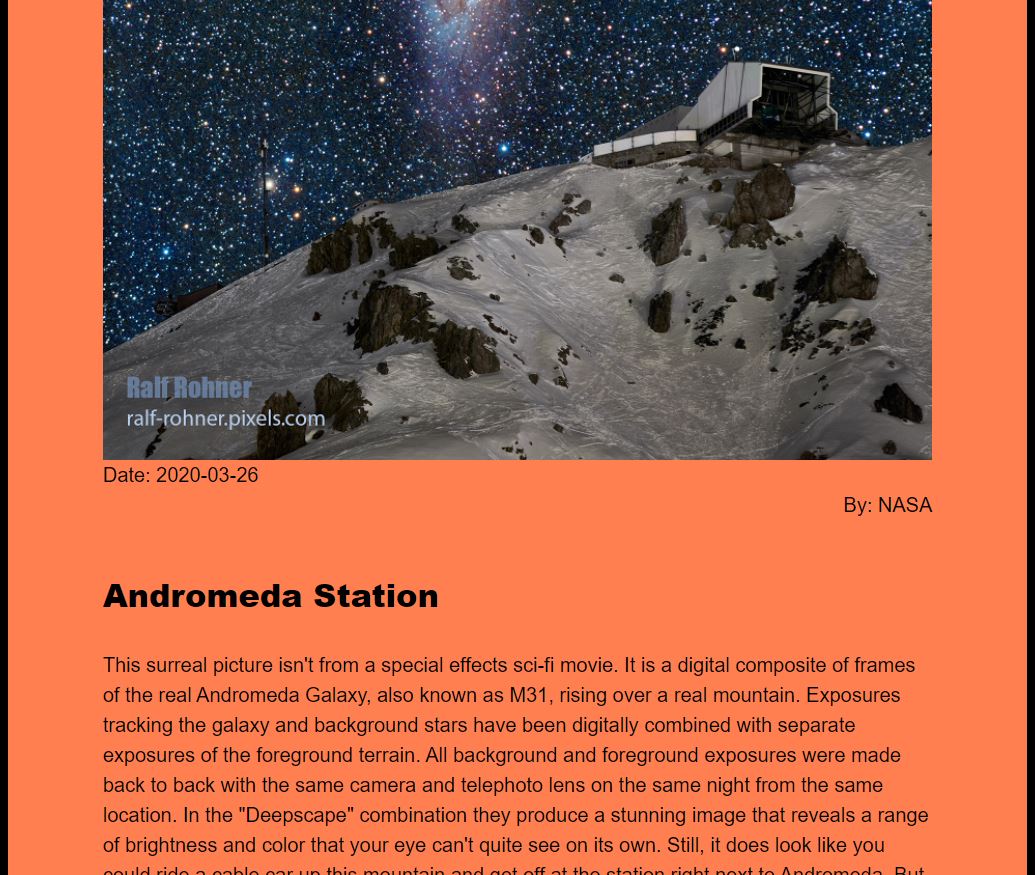 Ralf Rohner
ralf-rohner.pixels.com
Date: 2020-03-26
By: NASA
Andromeda Station
This surreal picture isn't from a special effects sci-fi movie. It is a digital composite of frames
of the real Andromeda Galaxy, also known as M31, rising over a real mountain. Exposures
tracking the galaxy and background stars have been digitally combined with separate
exposures of the foreground terrain. All background and foreground exposures were made
back to back with the same camera and telephoto lens on the same night from the same
location. In the "Deepscape" combination they produce a stunning image that reveals a range
of brightness and color that your eye can't quite see on its own. Still, it does look like you
could ride a cable car up this mountain and get off at the station right next to Andromeda. But